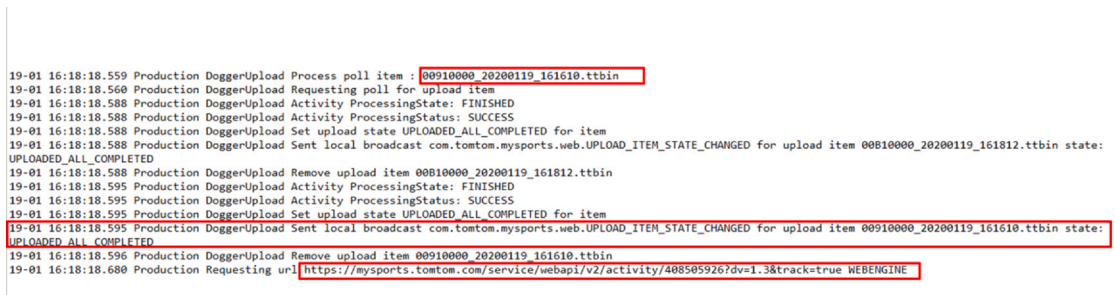 19-01 16:18:18.559 Production DoggerUpload Process poll item : 00910000_20200119_161610.ttbin
19-01 16:18:18.560 Production DoggerUpload Requesting poll for upload item
19-01 16:18:18.588 Production DoggerUpload Activity ProcessingState: FINISHED
19-01 16:18:18.588 Production DoggerUpload Activity ProcessingStatus: SUCCESS
19-01 16:18:18.588 Production DoggerUpload Set upload state UPLOADED_ALL_COMPLETED for item
19-01 16:18:18.588 Production DoggerUpload Sent local broadcast com.tomtom.mysports.web.UPLOAD_ITEM_STATE_CHANGED for upload item 00B10000_20200119_161812.ttbin state:
UPLOADED_ALL_COMPLETED
19-01 16:18:18.588 Production DoggerUpload Remove upload item 00B10000_20200119_161812.ttbin
19-01 16:18:18.595 Production DoggerUpload Activity ProcessingState: FINISHED
19-01 16:18:18.595 Production DoggerUpload Activity ProcessingStatus: SUCCESS
19-01 16:18:18.595 Production DoggerUpload Set upload state UPLOADED_ALL_COMPLETED for item
19-01 16:18:18.595 Production DoggerUpload Sent local broadcast com.tomtom.mysports.web.UPLOAD_ITEM_STATE_CHANGED for upload item 00910000_20200119_161610.ttbin state:
UPLOADED_ALL_COMPLETED
19-01 16:18:18.596 Production DoggerUpload Remove upload item 00910000_20200119_161610.ttbin
19-01 16:18:18.680 Production Requesting url https://mysports.tomtom.com/service/webapi/v2/activity/408505926?dv=1.3&track=true WEBENGINE